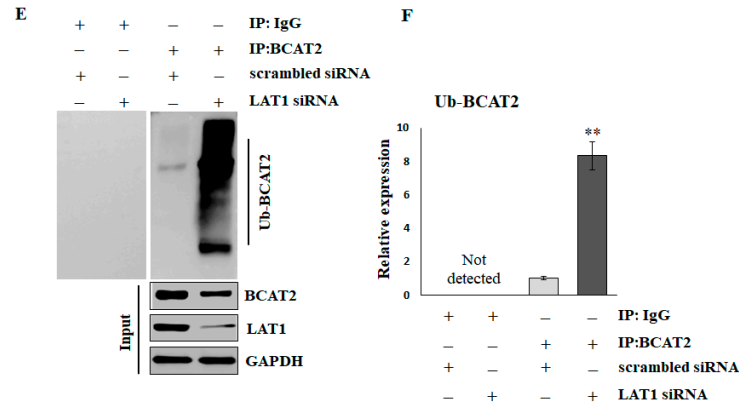 E
+ + − − IP: IgG
− − + + IP:BCAT2
+ − + − scrambled siRNA
− + − + LAT1 siRNA
Ub-BCAT2
Input
BCAT2
LAT1
GAPDH
F
Ub-BCAT2
Relative expression
10
8
6
4
2
0
**
Not
detected
+ + − − IP: IgG
− − + + IP:BCAT2
+ − + − scrambled siRNA
− + − + LAT1 siRNA